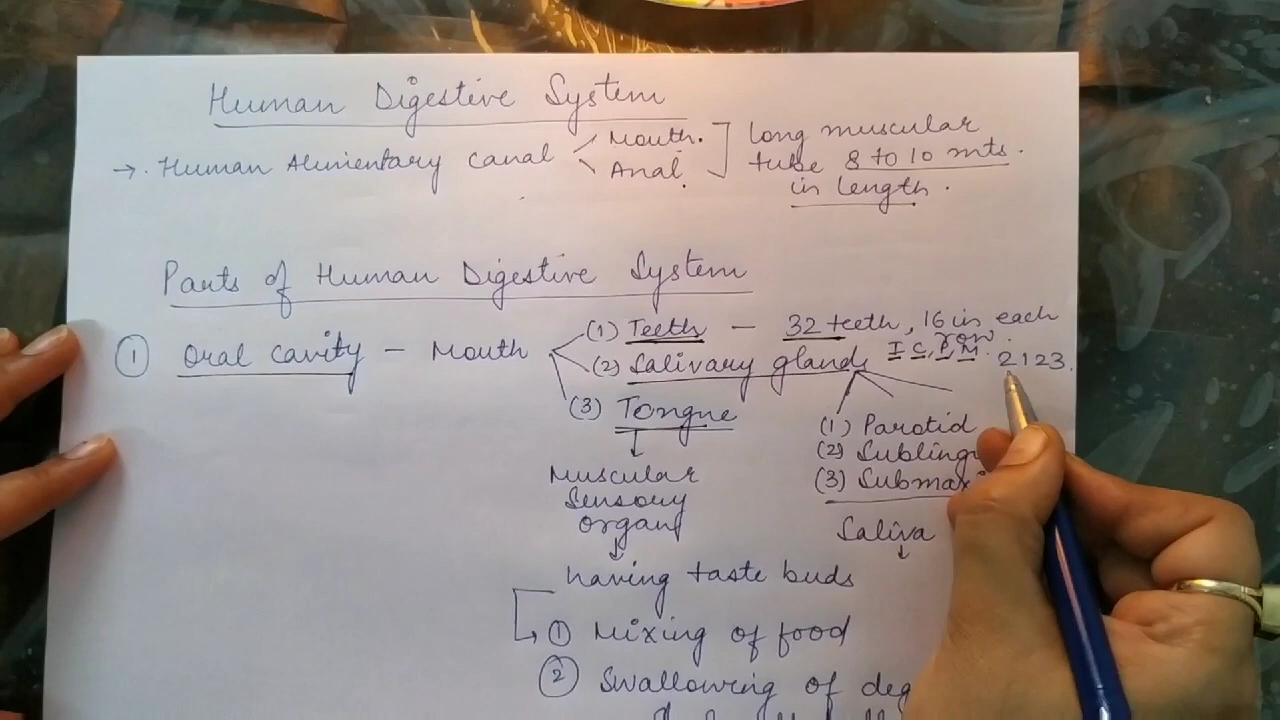 Human Digestive System
→. Human Alimentary Canal Mouth. Anal. long muscular
tube 8 to 10 mts.
in length.
Parts of Human Digestive System
① Oral cavity - Mouth
(1) Teeth - 32 teeth, 16 in each
row.
(2) Salivary glands I C, P, M. 2123.
(3) Tongue
↓
Muscular
Sensory
organ
↓
having taste buds
① Mixing of food
② Swallowing of
(1) Parotid
(2)
(3)
Saliva
↓